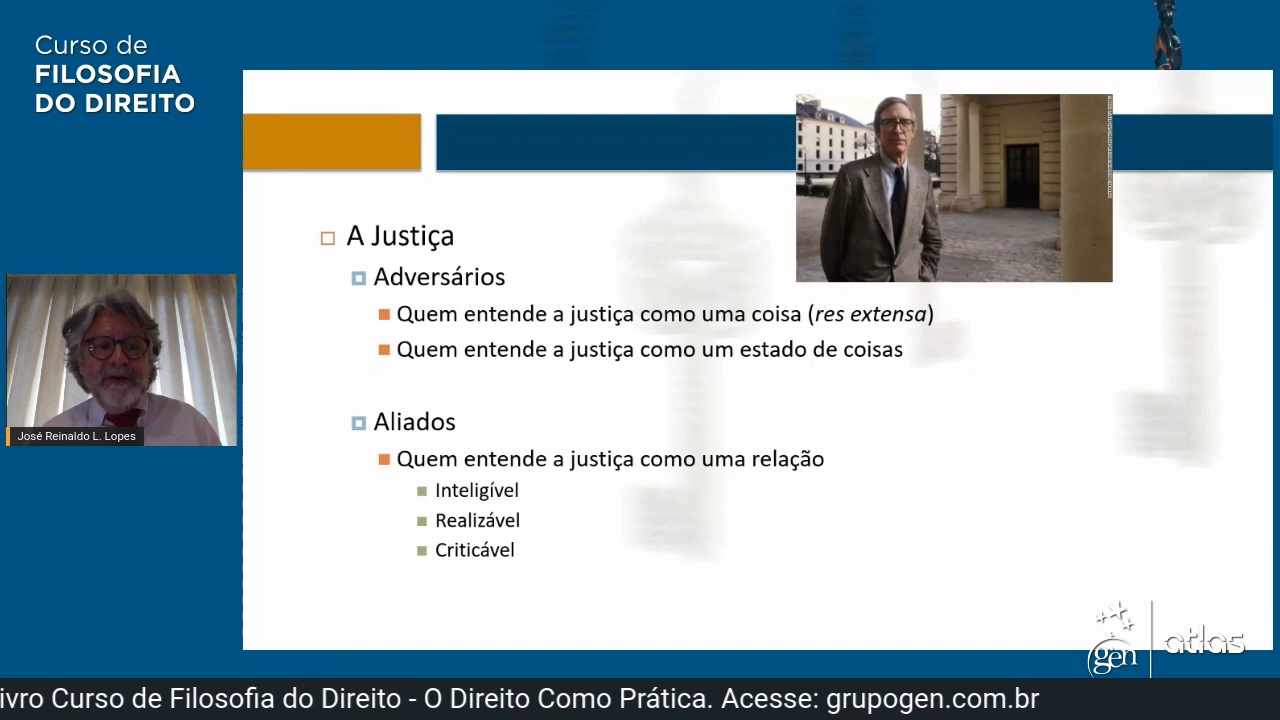 Curso de
FILOSOFIA
DO DIREITO
A Justiça
Adversários
Quem entende a justiça como uma coisa (res extensa)
Quem entende a justiça como um estado de coisas
Aliados
Quem entende a justiça como uma relação
Inteligível
Realizável
Criticável
José Reinaldo L. Lopes
gen atlas
ivro Curso de Filosofia do Direito - O Direito Como Prática. Acesse: grupogen.com.br